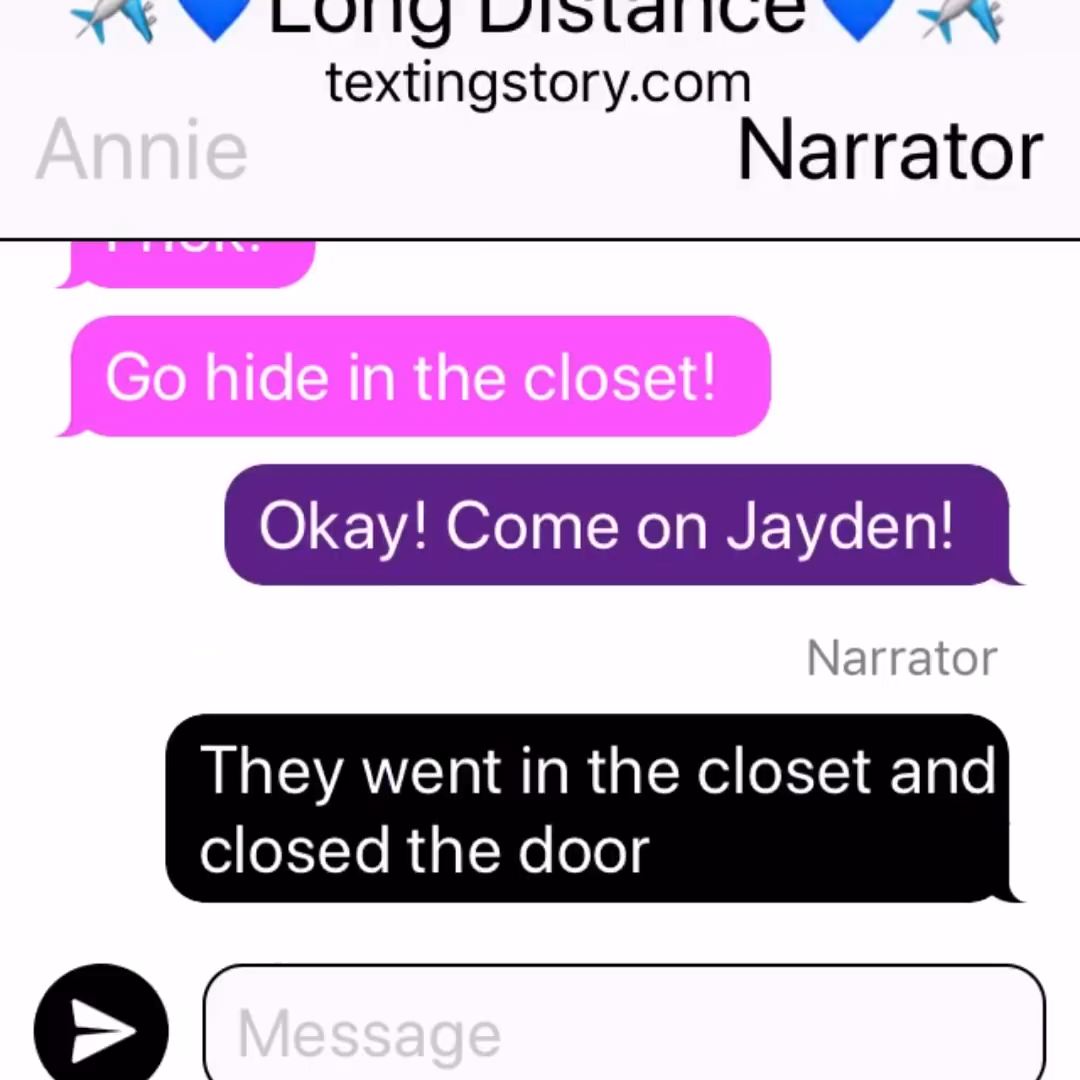 Long Distance
textingstory.com
Annie
Narrator
Go hide in the closet!
Okay! Come on Jayden!
Narrator
They went in the closet and
closed the door
Message